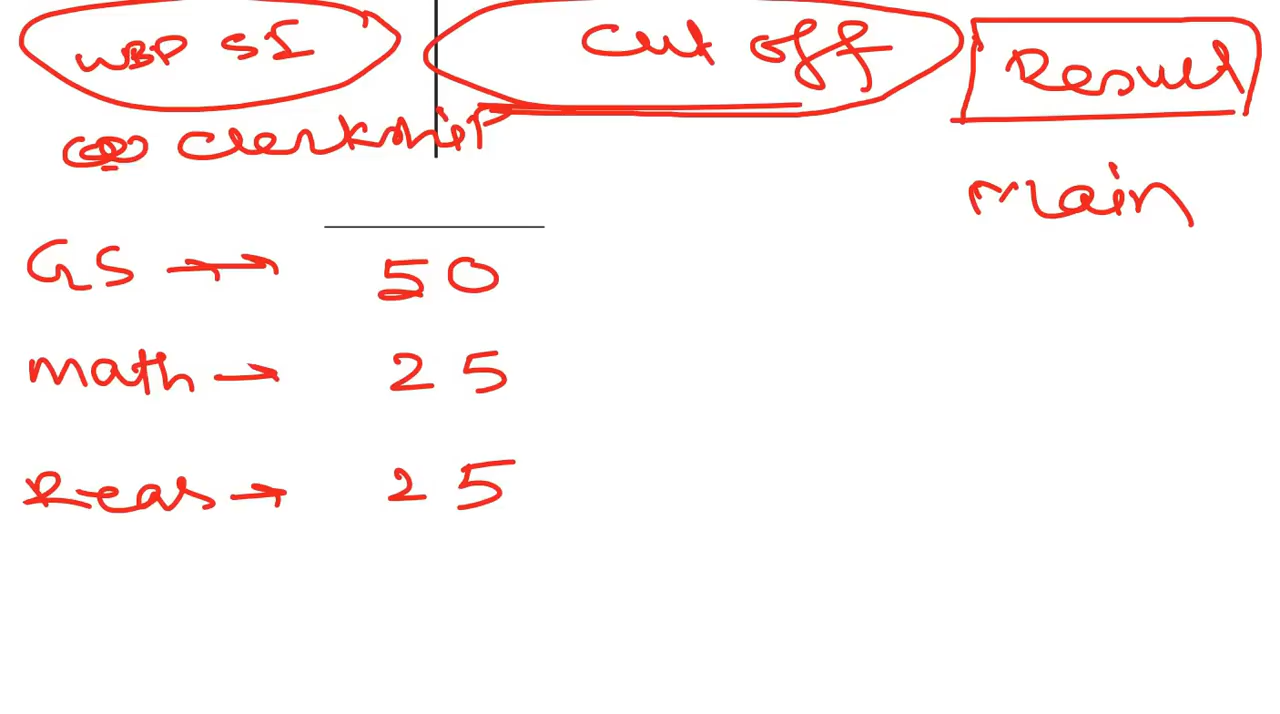 WBP SI Cut off Result
clerkship
Main
GS → 50
math → 25
Reas → 25